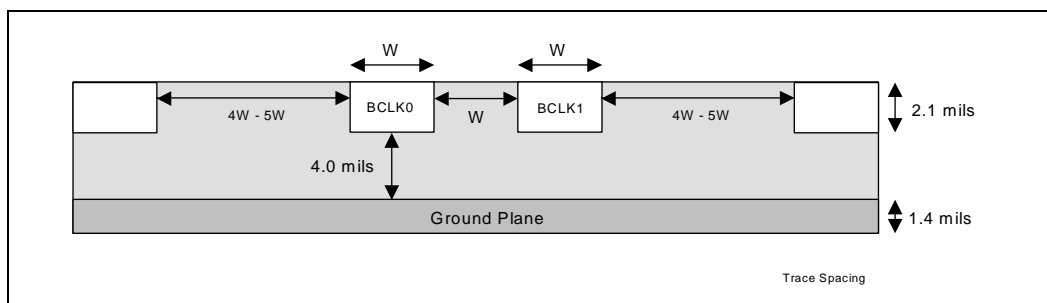 W
W
BCLK0
BCLK1
4W - 5W
W
4W - 5W
2.1 mils
4.0 mils
Ground Plane
1.4 mils
Trace Spacing